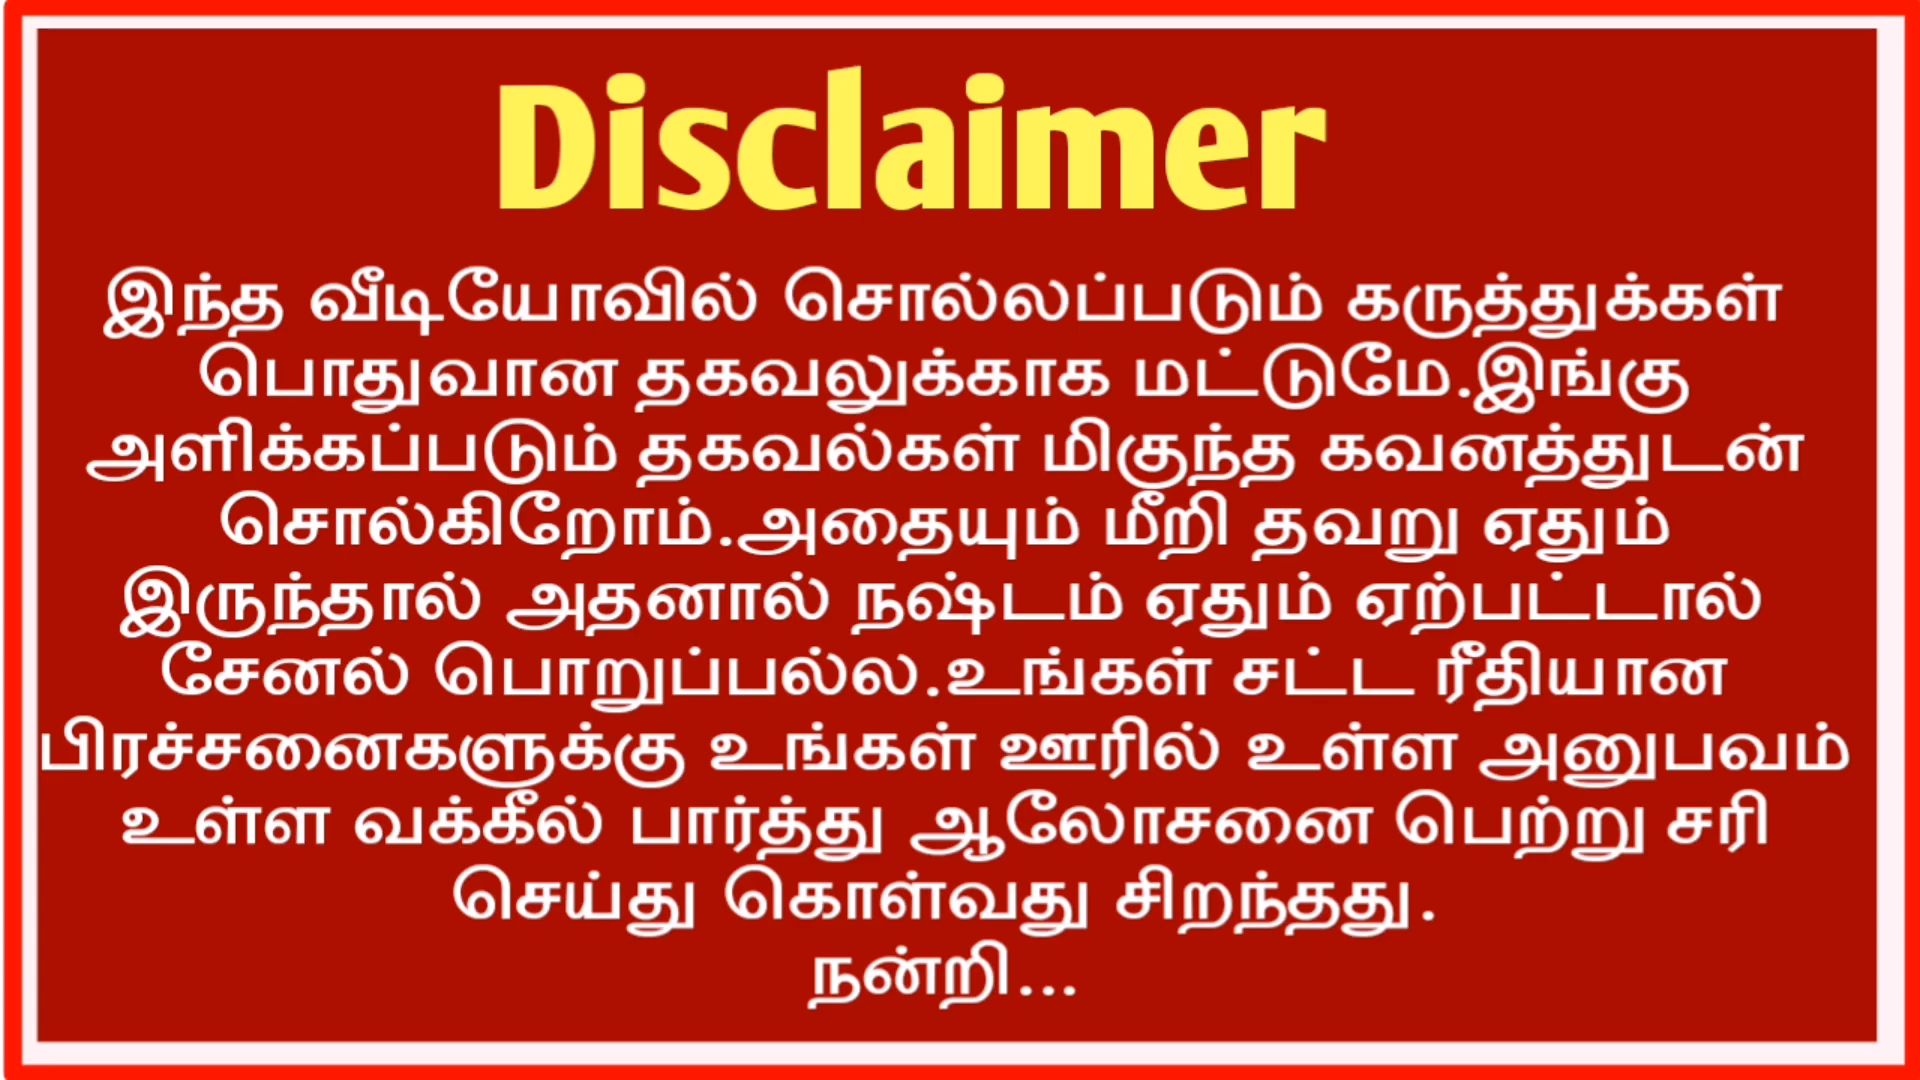 Disclaimer
இந்த வீடியோவில் சொல்லப்படும் கருத்துக்கள்
பொதுவான தகவலுக்காக மட்டுமே.இங்கு
அளிக்கப்படும் தகவல்கள் மிகுந்த கவனத்துடன்
சொல்கிறோம்.அதையும் மீறி தவறு ஏதும்
இருந்தால் அதனால் நஷ்டம் ஏதும் ஏற்பட்டால்
சேனல் பொறுப்பல்ல.உங்கள் சட்ட ரீதியான
பிரச்சனைகளுக்கு உங்கள் ஊரில் உள்ள அனுபவம்
உள்ள வக்கீல் பார்த்து ஆலோசனை பெற்று சரி
செய்து கொள்வது சிறந்தது.
நன்றி...